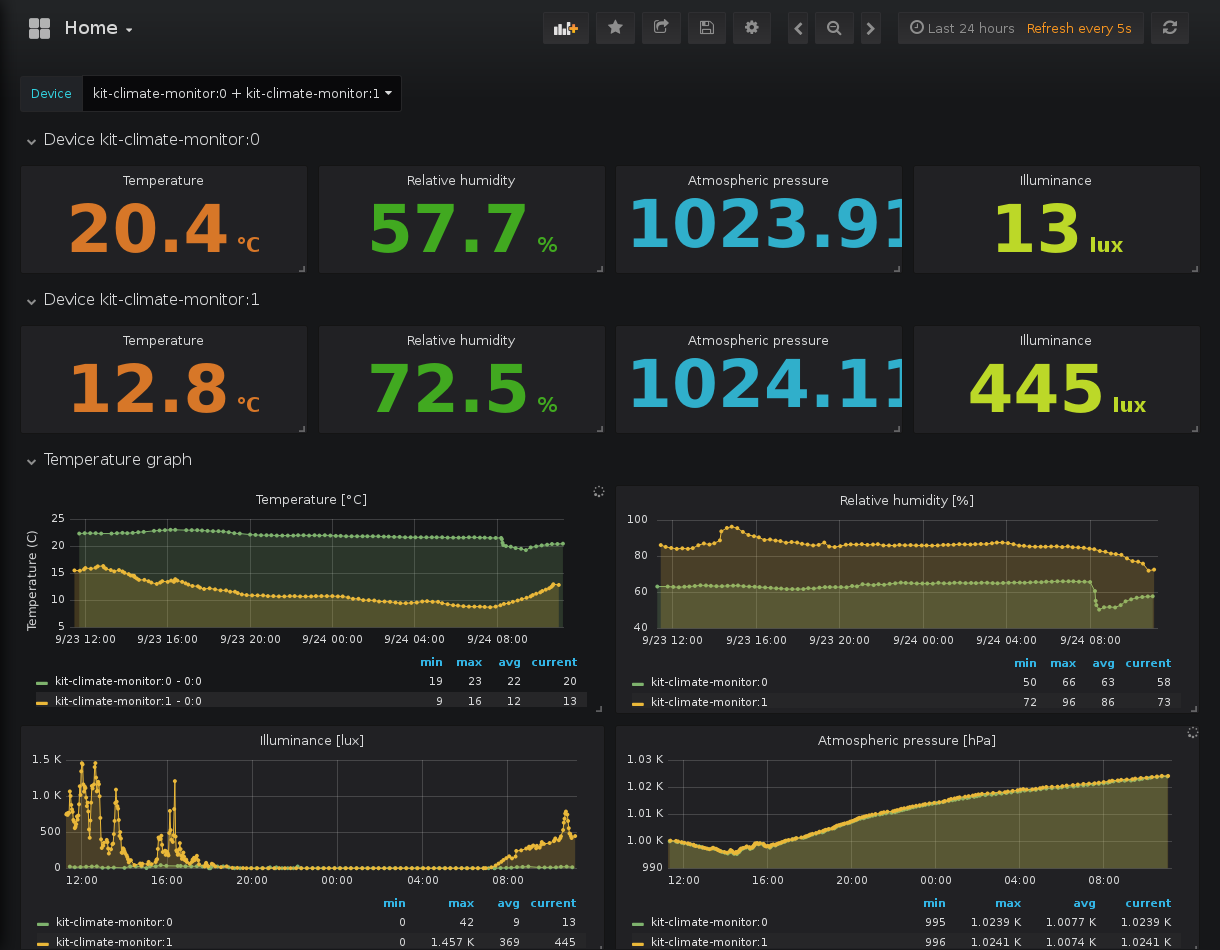 Home
Last 24 hours Refresh every 5s
Device kit-climate-monitor:0 + kit-climate-monitor:1
Device kit-climate-monitor:0
Temperature Relative humidity Atmospheric pressure Illuminance
20.4 °C 57.7 % 1023.91 13 lux
Device kit-climate-monitor:1
Temperature Relative humidity Atmospheric pressure Illuminance
12.8 °C 72.5 % 1024.11 445 lux
Temperature graph
Temperature [°C]
Temperature (C)
25
20
15
10
5
9/23 12:00 9/23 16:00 9/23 20:00 9/24 00:00 9/24 04:00 9/24 08:00
min max avg current
kit-climate-monitor:0 - 0:0 19 23 22 20
kit-climate-monitor:1 - 0:0 9 16 12 13
Relative humidity [%]
100
80
60
40
9/23 12:00 9/23 16:00 9/23 20:00 9/24 00:00 9/24 04:00 9/24 08:00
min max avg current
kit-climate-monitor:0 50 66 63 58
kit-climate-monitor:1 72 96 86 73
Illuminance [lux]
1.5 K
1.0 K
500
0
12:00 16:00 20:00 00:00 04:00 08:00
min max avg current
kit-climate-monitor:0 0 42 9 13
kit-climate-monitor:1 0 1.457 K 369 445
Atmospheric pressure [hPa]
1.03 K
1.02 K
1.01 K
1.00 K
990
12:00 16:00 20:00 00:00 04:00 08:00
min max avg current
kit-climate-monitor:0 995 1.0239 K 1.0077 K 1.0239 K
kit-climate-monitor:1 996 1.0241 K 1.0074 K 1.0241 K